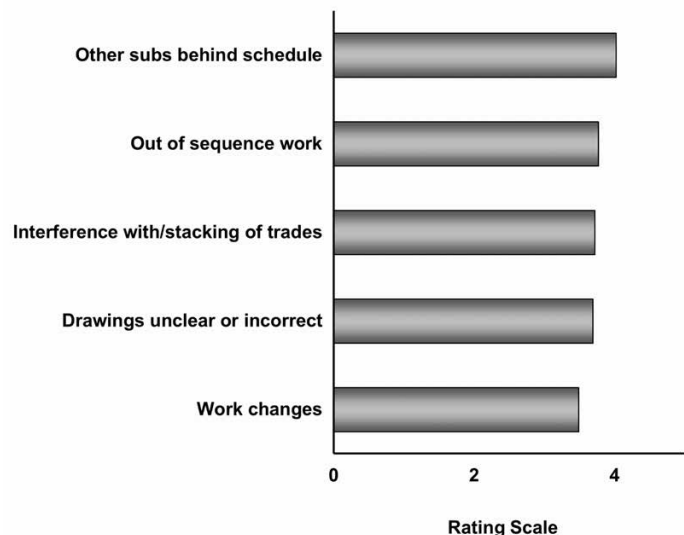 Other subs behind schedule
Out of sequence work
Interference with/stacking of trades
Drawings unclear or incorrect
Work changes
0 2 4
Rating Scale